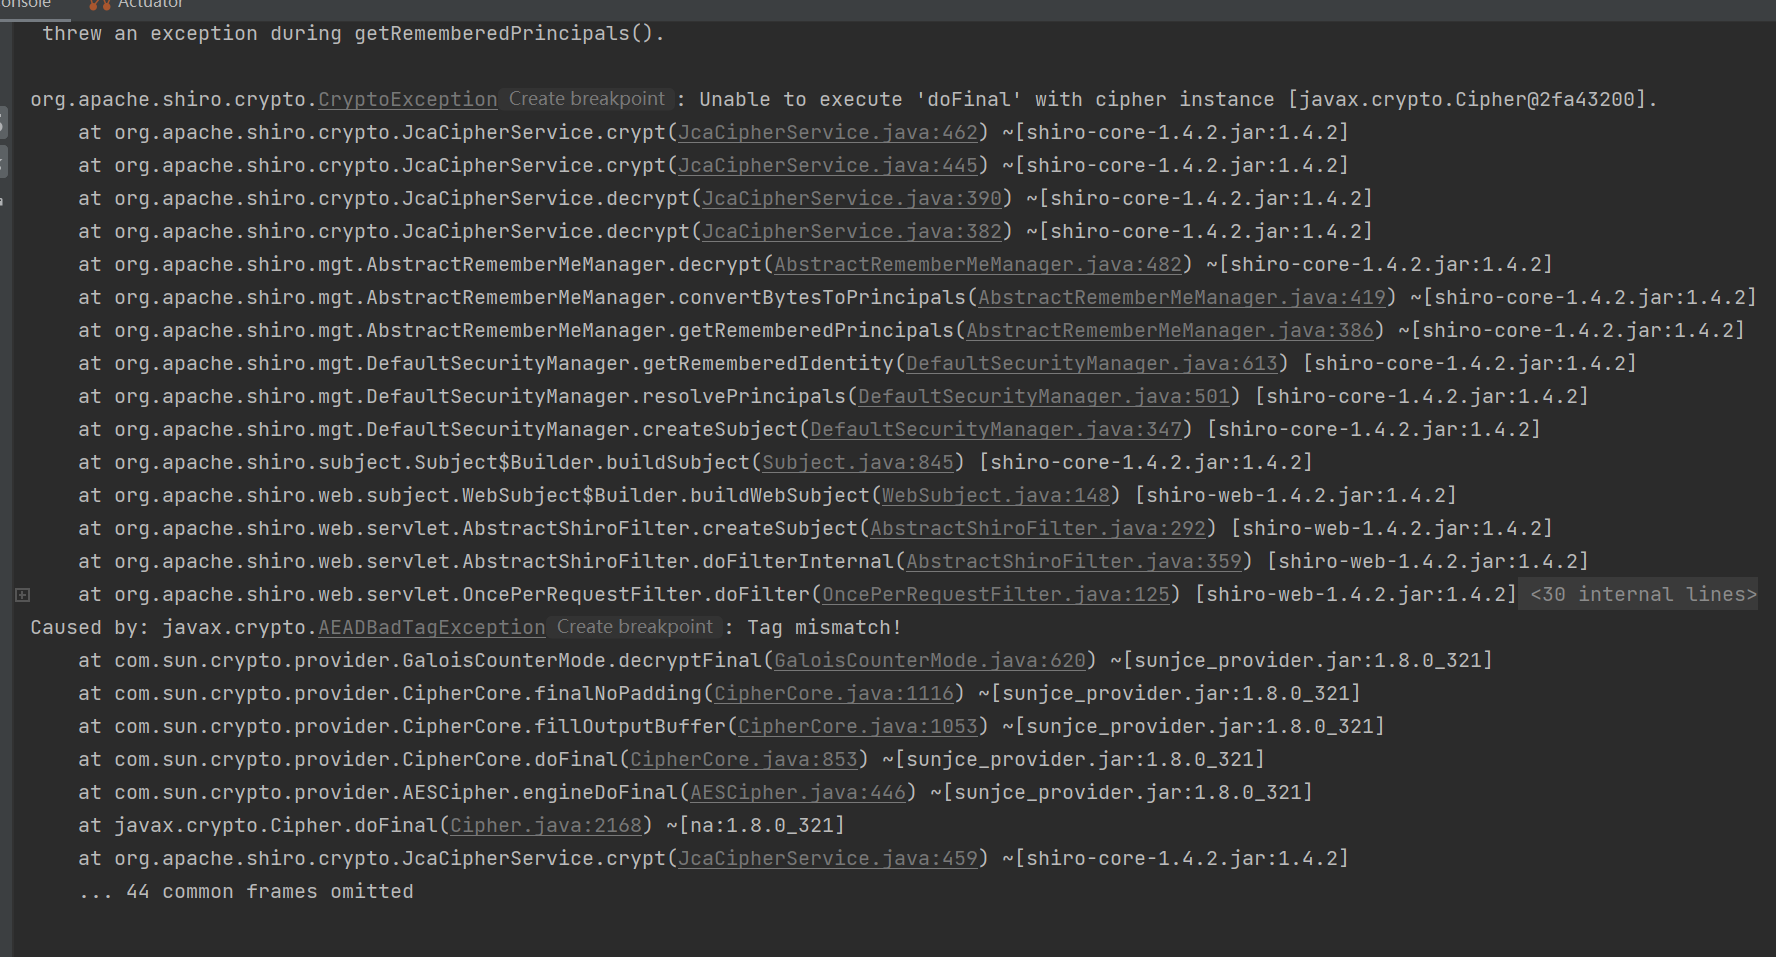 onsole Actuator
threw an exception during getRememberedPrincipals().
org.apache.shiro.crypto.CryptoException Create breakpoint : Unable to execute 'doFinal' with cipher instance [javax.crypto.Cipher@2fa43200].
at org.apache.shiro.crypto.JcaCipherService.crypt(JcaCipherService.java:462) ~[shiro-core-1.4.2.jar:1.4.2]
at org.apache.shiro.crypto.JcaCipherService.crypt(JcaCipherService.java:445) ~[shiro-core-1.4.2.jar:1.4.2]
at org.apache.shiro.crypto.JcaCipherService.decrypt(JcaCipherService.java:390) ~[shiro-core-1.4.2.jar:1.4.2]
at org.apache.shiro.crypto.JcaCipherService.decrypt(JcaCipherService.java:382) ~[shiro-core-1.4.2.jar:1.4.2]
at org.apache.shiro.mgt.AbstractRememberMeManager.decrypt(AbstractRememberMeManager.java:482) ~[shiro-core-1.4.2.jar:1.4.2]
at org.apache.shiro.mgt.AbstractRememberMeManager.convertBytesToPrincipals(AbstractRememberMeManager.java:419) ~[shiro-core-1.4.2.jar:1.4.2]
at org.apache.shiro.mgt.AbstractRememberMeManager.getRememberedPrincipals(AbstractRememberMeManager.java:386) ~[shiro-core-1.4.2.jar:1.4.2]
at org.apache.shiro.mgt.DefaultSecurityManager.getRememberedIdentity(DefaultSecurityManager.java:613) [shiro-core-1.4.2.jar:1.4.2]
at org.apache.shiro.mgt.DefaultSecurityManager.resolvePrincipals(DefaultSecurityManager.java:501) [shiro-core-1.4.2.jar:1.4.2]
at org.apache.shiro.mgt.DefaultSecurityManager.createSubject(DefaultSecurityManager.java:347) [shiro-core-1.4.2.jar:1.4.2]
at org.apache.shiro.subject.Subject$Builder.buildSubject(Subject.java:845) [shiro-core-1.4.2.jar:1.4.2]
at org.apache.shiro.web.subject.WebSubject$Builder.buildWebSubject(WebSubject.java:148) [shiro-web-1.4.2.jar:1.4.2]
at org.apache.shiro.web.servlet.AbstractShiroFilter.createSubject(AbstractShiroFilter.java:292) [shiro-web-1.4.2.jar:1.4.2]
at org.apache.shiro.web.servlet.AbstractShiroFilter.doFilterInternal(AbstractShiroFilter.java:359) [shiro-web-1.4.2.jar:1.4.2]
at org.apache.shiro.web.servlet.OncePerRequestFilter.doFilter(OncePerRequestFilter.java:125) [shiro-web-1.4.2.jar:1.4.2] <30 internal lines>
Caused by: javax.crypto.AEADBadTagException Create breakpoint : Tag mismatch!
at com.sun.crypto.provider.GaloisCounterMode.decryptFinal(GaloisCounterMode.java:620) ~[sunjce_provider.jar:1.8.0_321]
at com.sun.crypto.provider.CipherCore.finalNoPadding(CipherCore.java:1116) ~[sunjce_provider.jar:1.8.0_321]
at com.sun.crypto.provider.CipherCore.fillOutputBuffer(CipherCore.java:1053) ~[sunjce_provider.jar:1.8.0_321]
at com.sun.crypto.provider.CipherCore.doFinal(CipherCore.java:853) ~[sunjce_provider.jar:1.8.0_321]
at com.sun.crypto.provider.AESCipher.engineDoFinal(AESCipher.java:446) ~[sunjce_provider.jar:1.8.0_321]
at javax.crypto.Cipher.doFinal(Cipher.java:2168) ~[na:1.8.0_321]
at org.apache.shiro.crypto.JcaCipherService.crypt(JcaCipherService.java:459) ~[shiro-core-1.4.2.jar:1.4.2]
... 44 common frames omitted